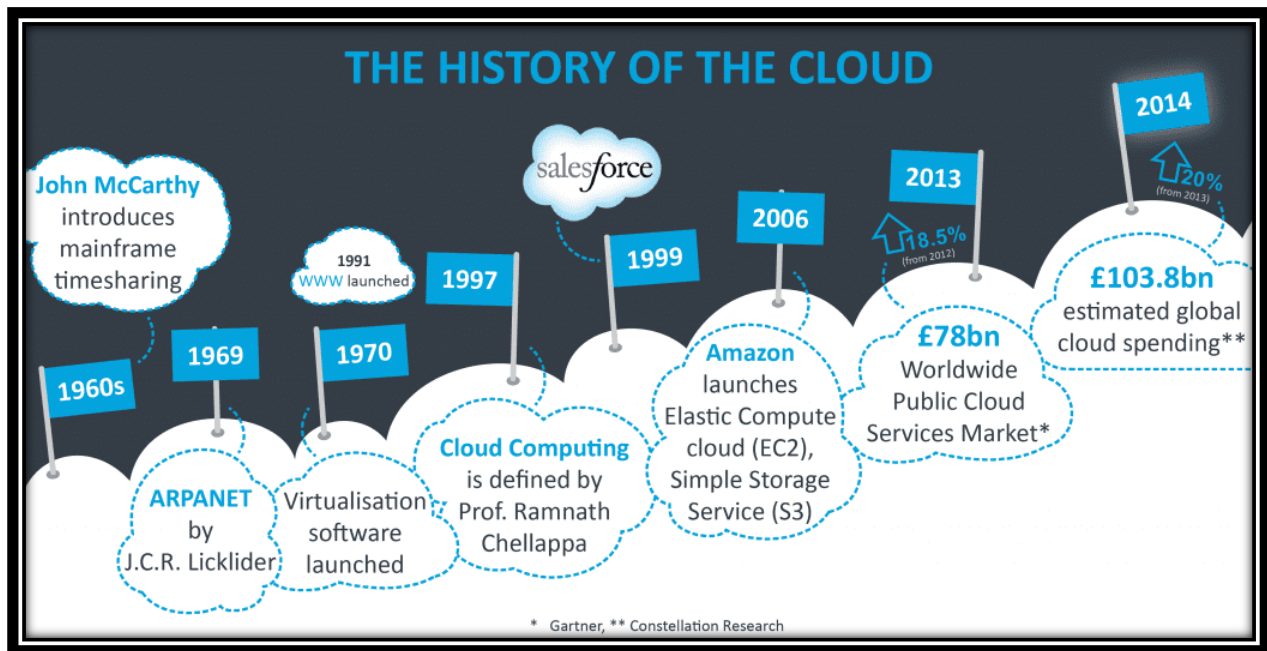 THE HISTORY OF THE CLOUD
John McCarthy
introduces
mainframe
timesharing
1960s
1969
ARPANET
by
J.C.R. Licklider
1970
Virtualisation
software
launched
1991
WWW launched
1997
Cloud Computing
is defined by
Prof. Ramnath
Chellappa
salesforce
1999
2006
Amazon
launches
Elastic Compute
cloud (EC2),
Simple Storage
Service (S3)
2013
18.5%
(from 2012)
£78bn
Worldwide
Public Cloud
Services Market*
2014
20%
(from 2013)
£103.8bn
estimated global
cloud spending**
* Gartner, ** Constellation Research